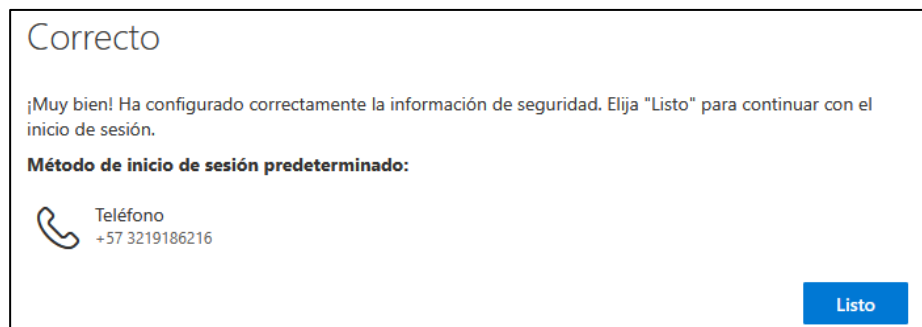 Correcto
¡Muy bien! Ha configurado correctamente la información de seguridad. Elija "Listo" para continuar con el
inicio de sesión.
Método de inicio de sesión predeterminado:
Teléfono
+57 3219186216
Listo